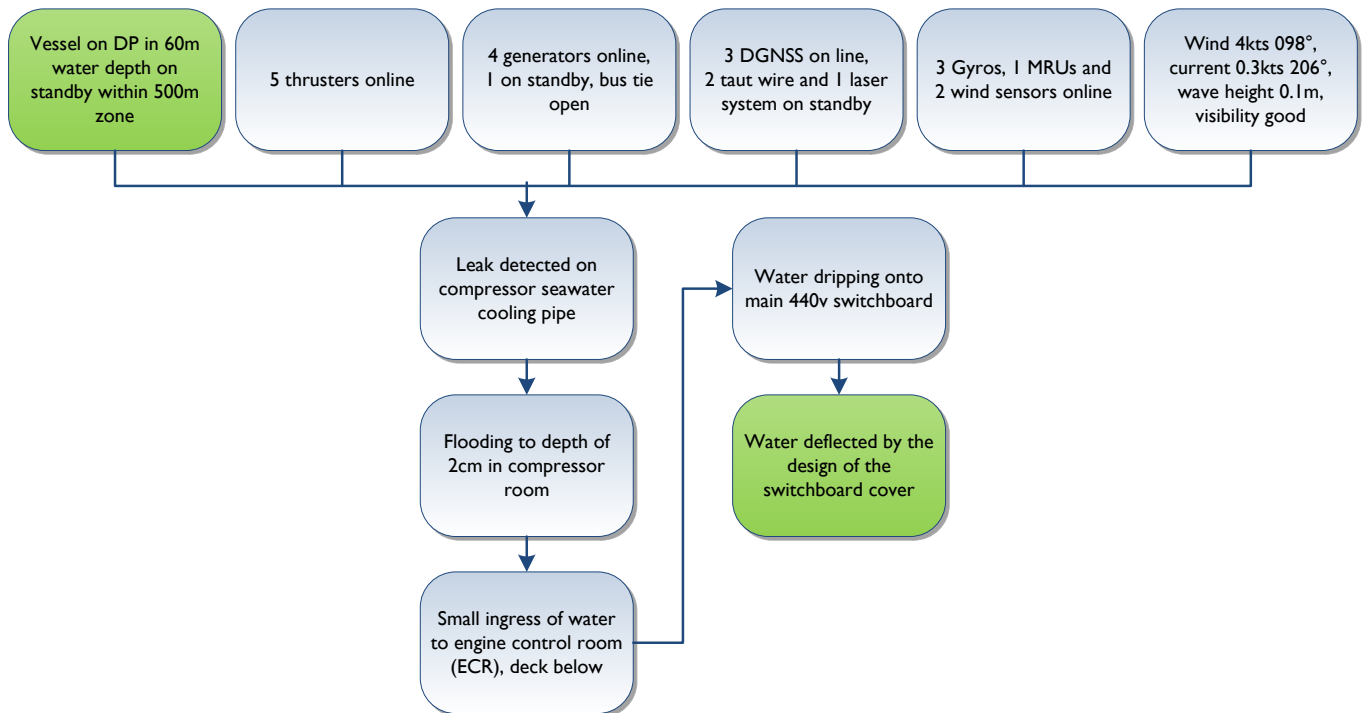 Vessel on DP in 60m
water depth on
standby within 500m
zone
5 thrusters online
4 generators online,
1 on standby, bus tie
open
3 DGNSS on line,
2 taut wire and 1 laser
system on standby
3 Gyros, 1 MRUs and
2 wind sensors online
Wind 4kts 098°,
current 0.3kts 206°,
wave height 0.1m,
visibility good
Leak detected on
compressor seawater
cooling pipe
Flooding to depth of
2cm in compressor
room
Small ingress of water
to engine control room
(ECR), deck below
Water dripping onto
main 440v switchboard
Water deflected by the
design of the
switchboard cover